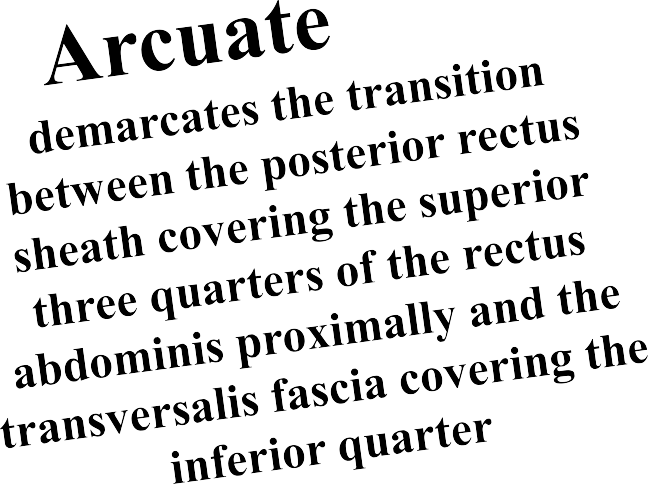 Arcuate
demarcates the transition
between the posterior rectus
sheath covering the superior
three quarters of the rectus
abdominis proximally and the
transversalis fascia covering the
inferior quarter